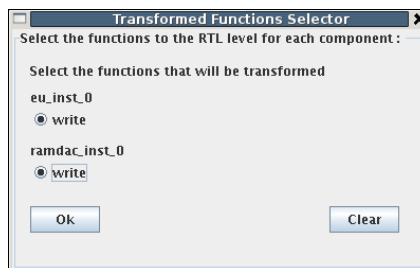 Transformed Functions Selector
Select the functions to the RTL level for each component :
Select the functions that will be transformed
eu_inst_0
write
ramdac_inst_0
write
Ok Clear